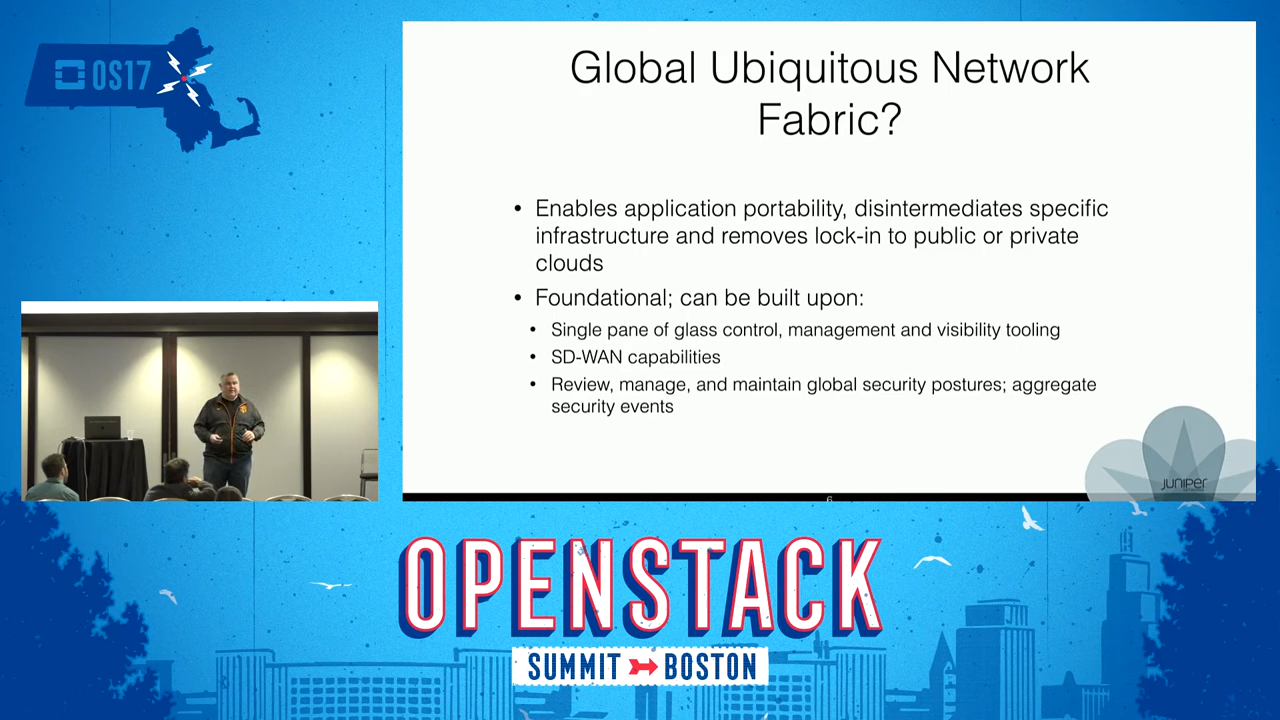 OS17
Global Ubiquitous Network
Fabric?
• Enables application portability, disintermediates specific
infrastructure and removes lock-in to public or private
clouds
• Foundational; can be built upon:
• Single pane of glass control, management and visibility tooling
• SD-WAN capabilities
• Review, manage, and maintain global security postures; aggregate
security events
JUNIPER
6
OPENSTACK
SUMMIT BOSTON